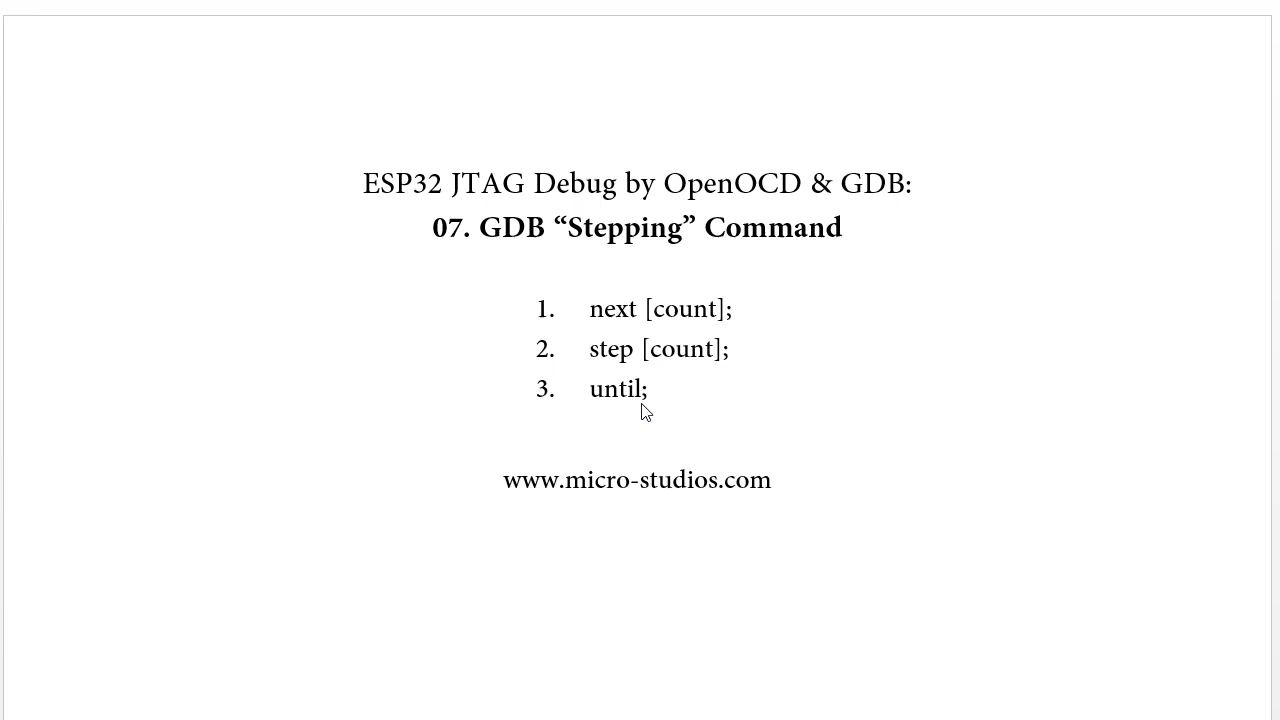 ESP32 JTAG Debug by OpenOCD & GDB:
07. GDB “Stepping” Command
1. next [count];
2. step [count];
3. until;
www.micro-studios.com